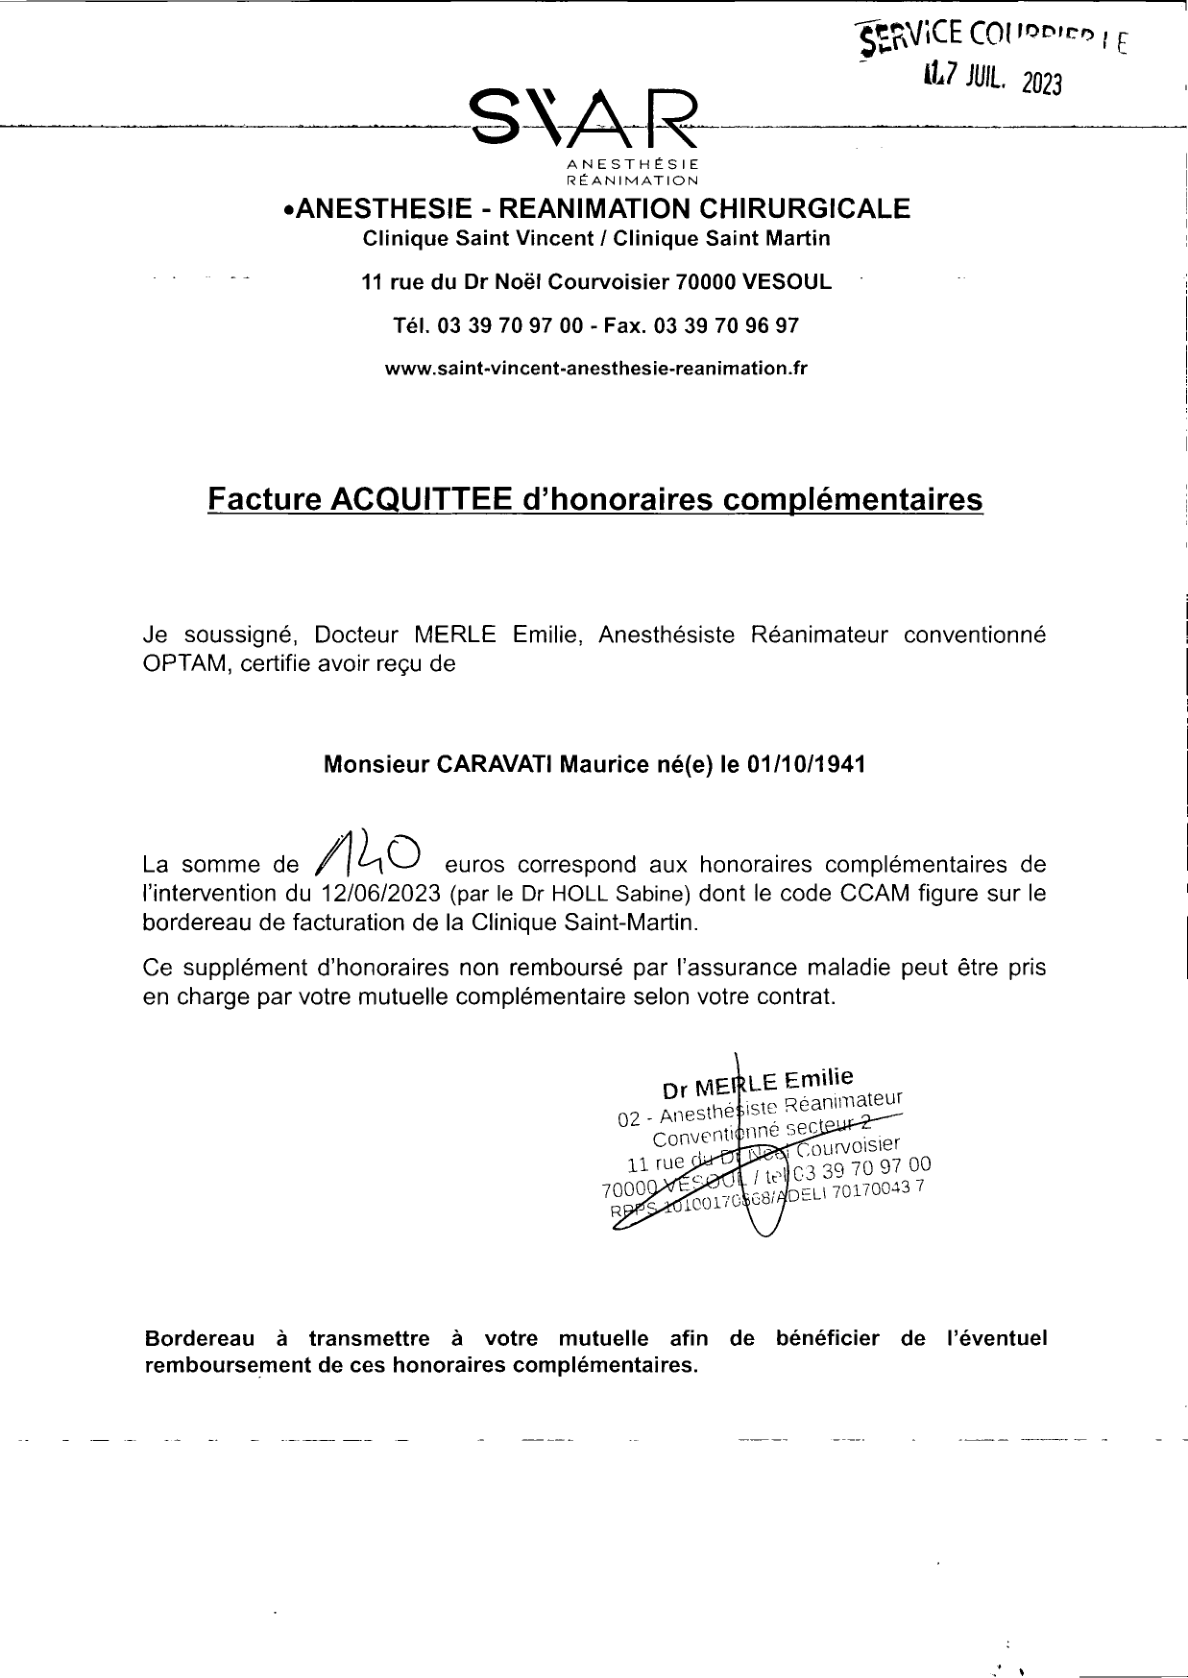 SERVICE COURRIER LE
17 JUIL. 2023
SVAR
ANESTHÉSIE
RÉANIMATION
•ANESTHESIE - REANIMATION CHIRURGICALE
Clinique Saint Vincent / Clinique Saint Martin
11 rue du Dr Noël Courvoisier 70000 VESOUL
Tél. 03 39 70 97 00 - Fax. 03 39 70 96 97
www.saint-vincent-anesthesie-reanimation.fr
Facture ACQUITTEE d'honoraires complémentaires
Je soussigné, Docteur MERLE Emilie, Anesthésiste Réanimateur conventionné
OPTAM, certifie avoir reçu de
Monsieur CARAVATI Maurice né(e) le 01/10/1941
La somme de 140 euros correspond aux honoraires complémentaires de
l'intervention du 12/06/2023 (par le Dr HOLL Sabine) dont le code CCAM figure sur le
bordereau de facturation de la Clinique Saint-Martin.
Ce supplément d'honoraires non remboursé par l'assurance maladie peut être pris
en charge par votre mutuelle complémentaire selon votre contrat.
Dr MERLE Emilie
02 - Anesthésiste Réanimateur
Conventionné secteur 2
11 rue du Dr Noël Courvoisier
70000 VESOUL / tel 03 39 70 97 00
RPPS /ADELI 70170043 7
Bordereau à transmettre à votre mutuelle afin de bénéficier de l'éventuel
remboursement de ces honoraires complémentaires.